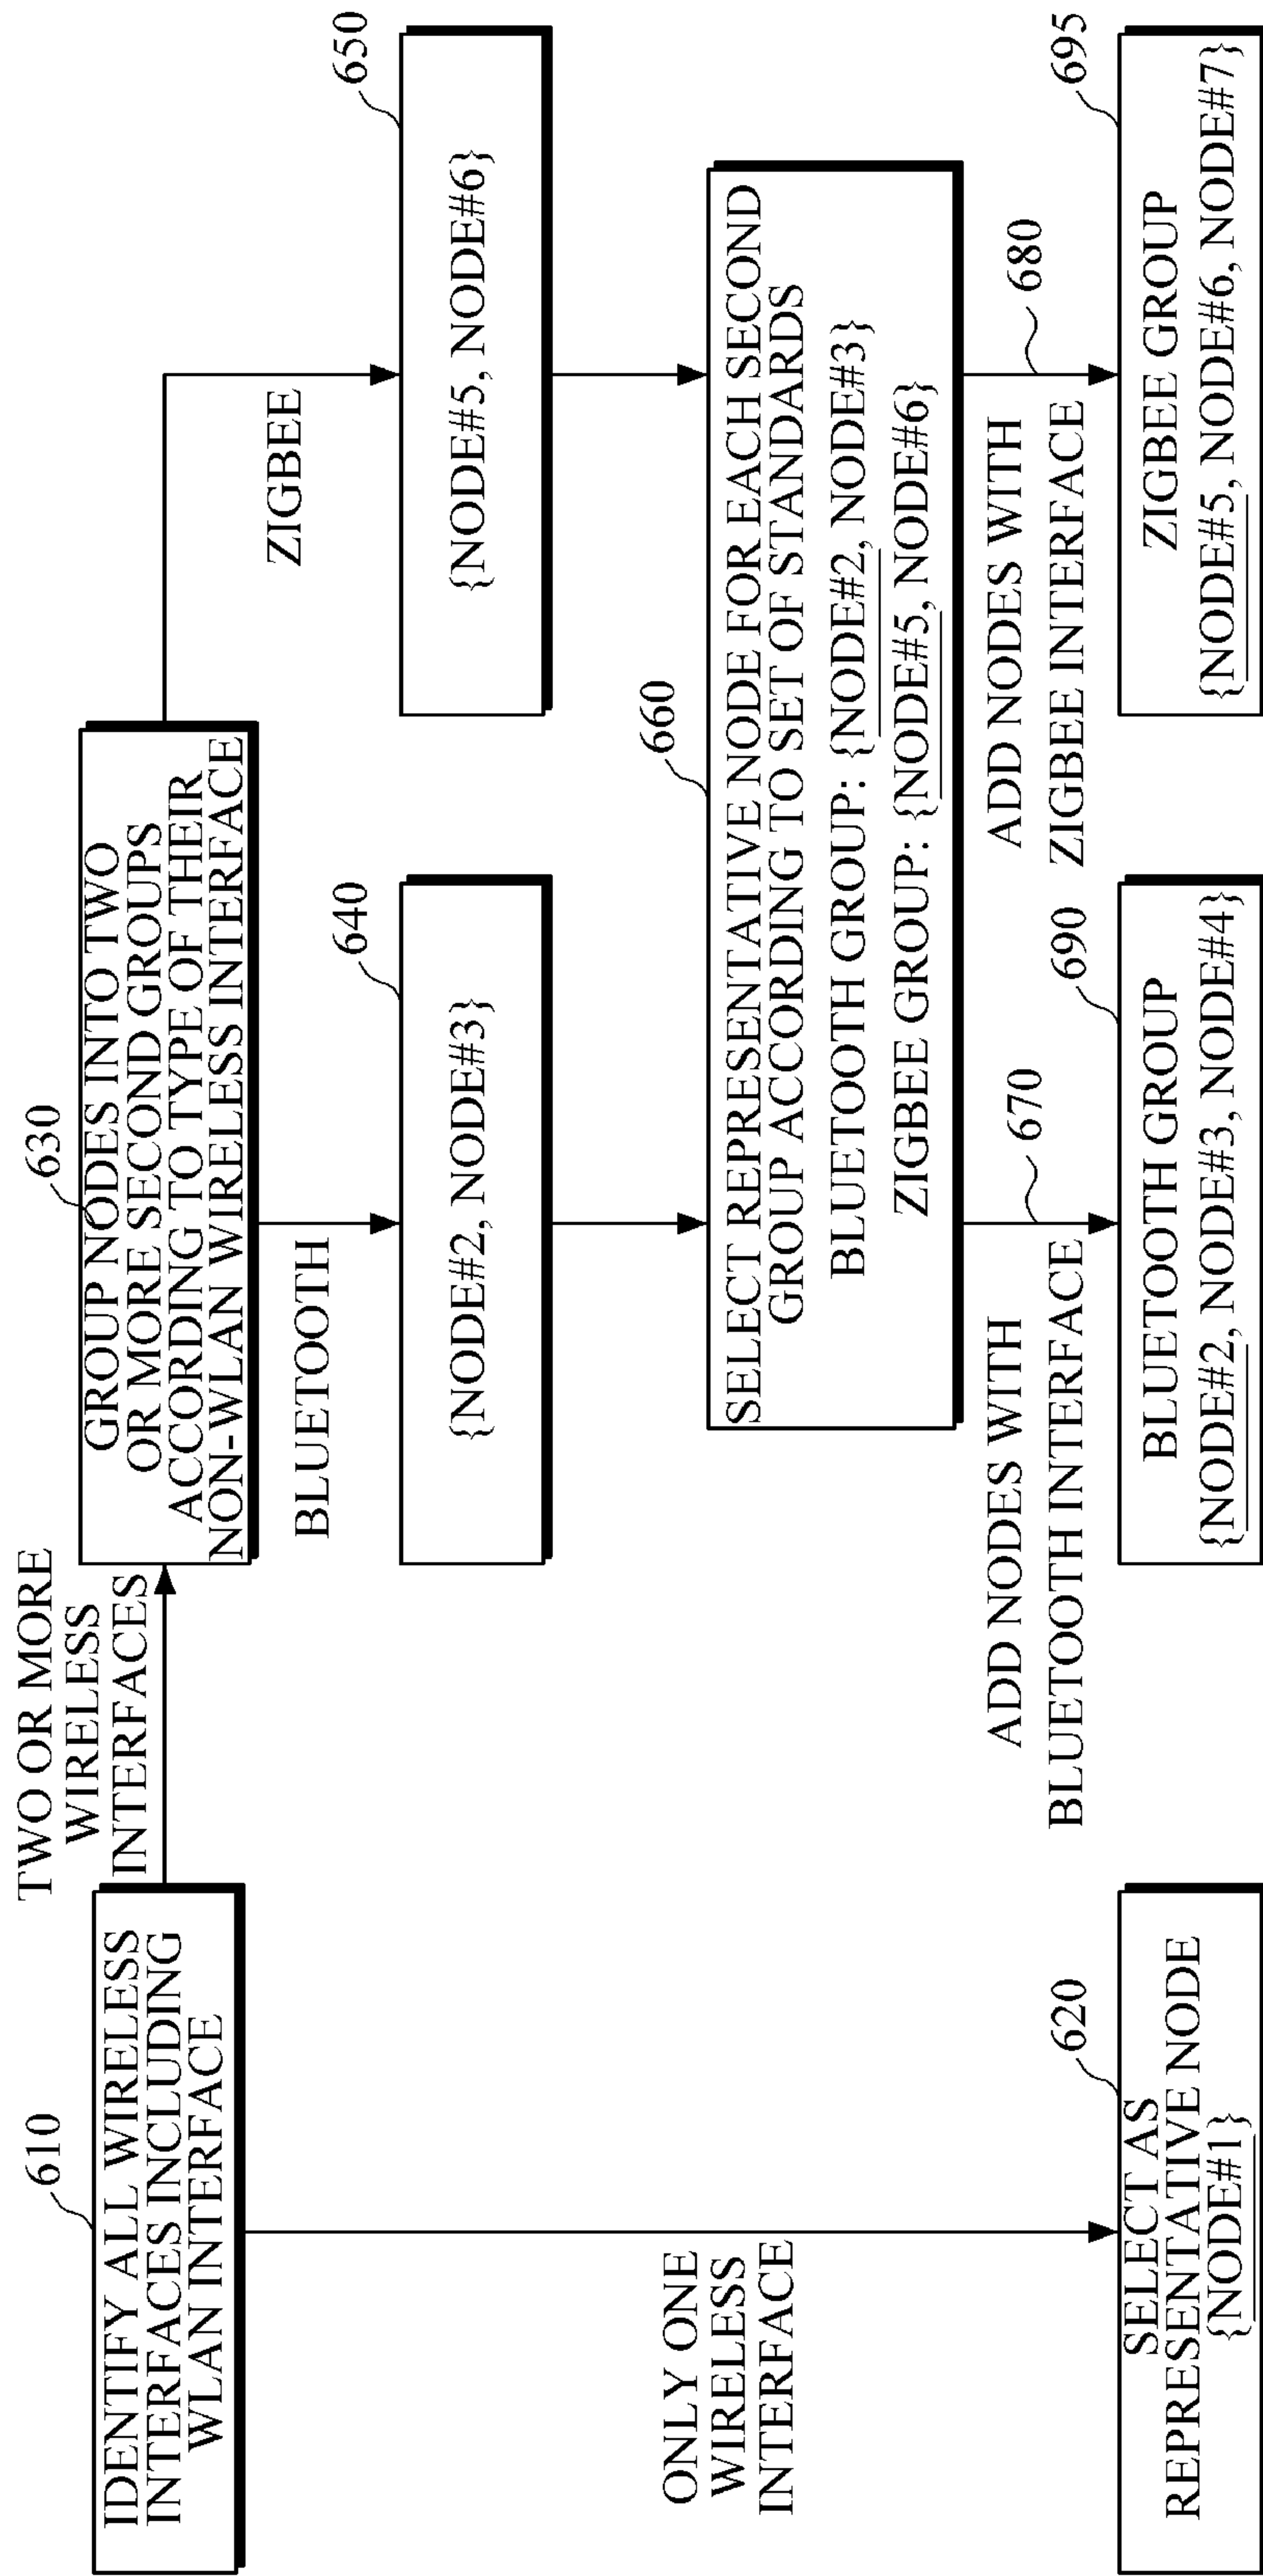 610
IDENTIFY ALL WIRELESS
INTERFACES INCLUDING
WLAN INTERFACE
TWO OR MORE
WIRELESS
INTERFACES
630
GROUP NODES INTO TWO
OR MORE SECOND GROUPS
ACCORDING TO TYPE OF THEIR
NON-WLAN WIRELESS INTERFACE
BLUETOOTH
ZIGBEE
640
{NODE#2, NODE#3}
650
{NODE#5, NODE#6}
ONLY ONE
WIRELESS
INTERFACE
660
SELECT REPRESENTATIVE NODE FOR EACH SECOND
GROUP ACCORDING TO SET OF STANDARDS
BLUETOOTH GROUP: {NODE#2, NODE#3}
ZIGBEE GROUP: {NODE#5, NODE#6}
ADD NODES WITH
BLUETOOTH INTERFACE
670
ADD NODES WITH
ZIGBEE INTERFACE
680
620
SELECT AS
REPRESENTATIVE NODE
{NODE#1}
690
BLUETOOTH GROUP
{NODE#2, NODE#3, NODE#4}
695
ZIGBEE GROUP
{NODE#5, NODE#6, NODE#7}